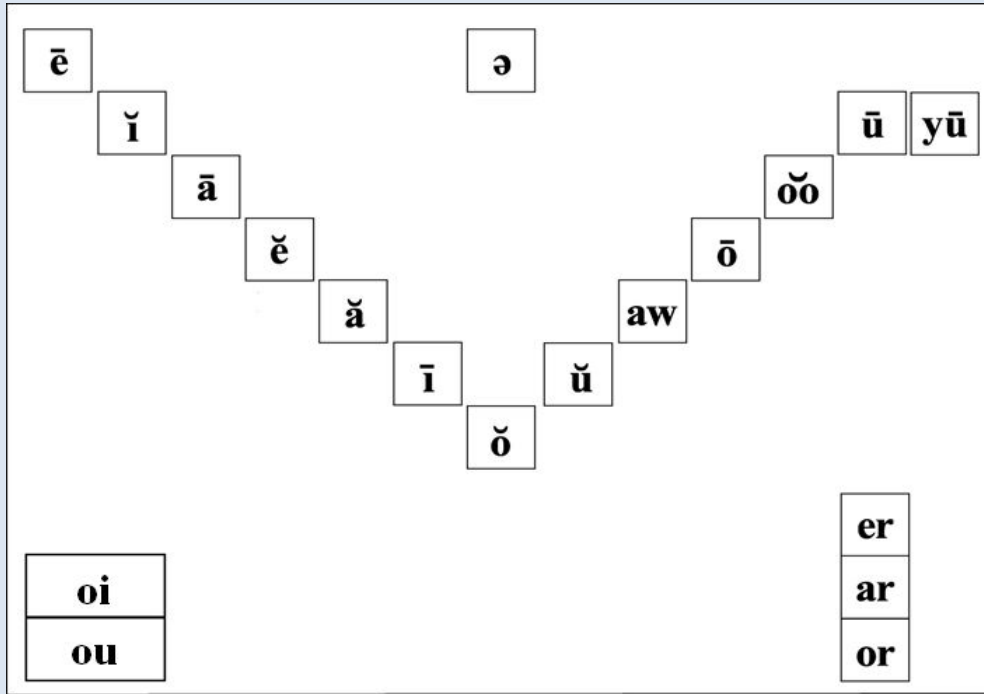 ē ə
ĭ ū yū
ā o͝o
ĕ ō
ă aw
ī ŭ
ŏ
er
oi ar
ou or